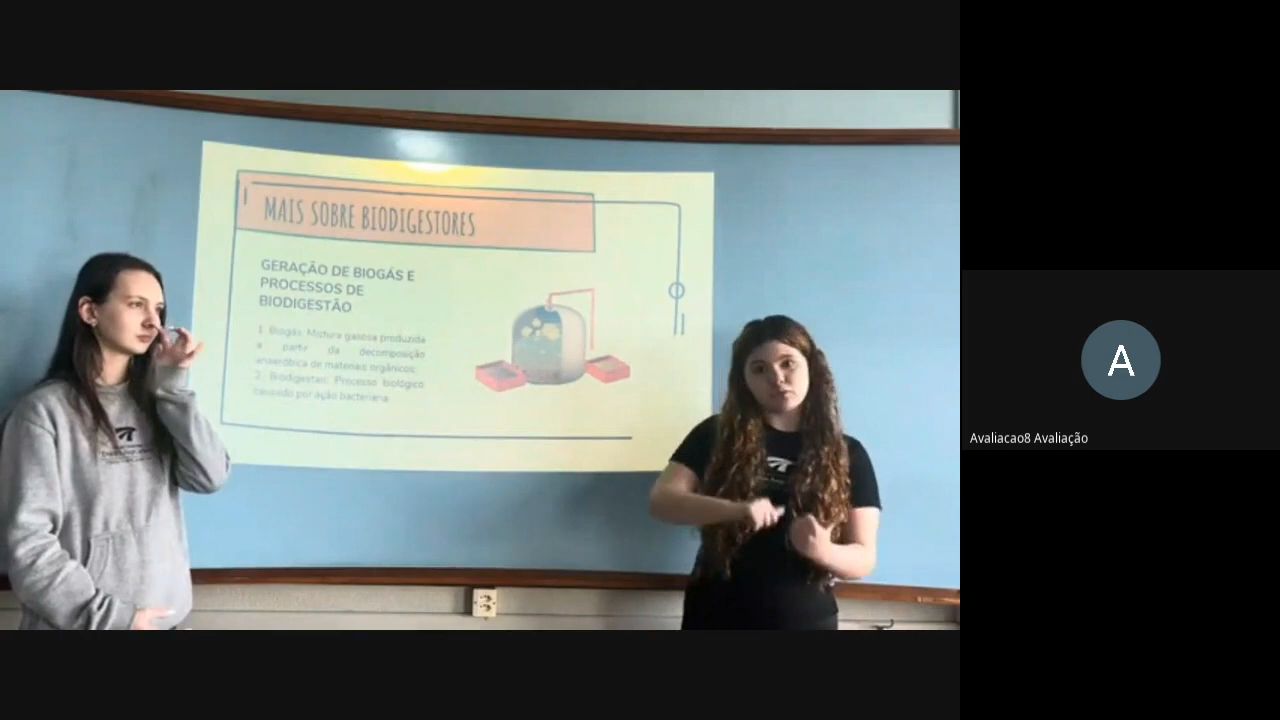 MAIS SOBRE BIODIGESTORES
GERAÇÃO DE BIOGÁS E
PROCESSOS DE
BIODIGESTÃO
1. Biogás: Mistura gasosa produzida
a partir da decomposição
anaeróbica de materiais orgânicos;
2. Biodigestão: Processo biológico
causado por ação bacteriana.
A
Avaliacao8 Avaliação